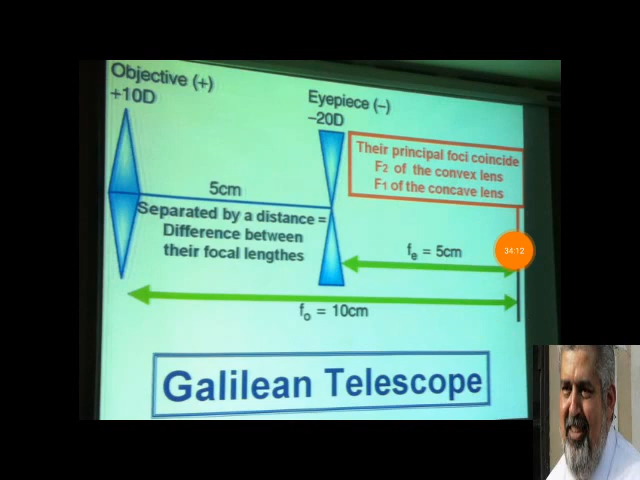 Objective (+)
+10D
Eyepiece (–)
–20D
Their principal foci coincide
F2 of the convex lens
F1 of the concave lens
5cm
Separated by a distance =
Difference between
their focal lengthes
34:12
fe = 5cm
fo = 10cm
Galilean Telescope